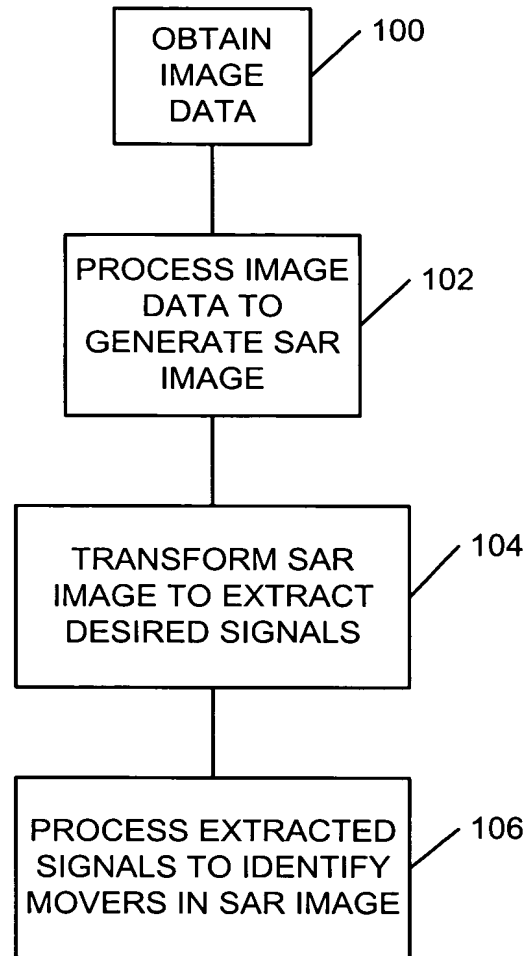 OBTAIN
IMAGE
DATA
100
PROCESS IMAGE
DATA TO
GENERATE SAR
IMAGE
102
TRANSFORM SAR
IMAGE TO EXTRACT
DESIRED SIGNALS
104
PROCESS EXTRACTED
SIGNALS TO IDENTIFY
MOVERS IN SAR IMAGE
106